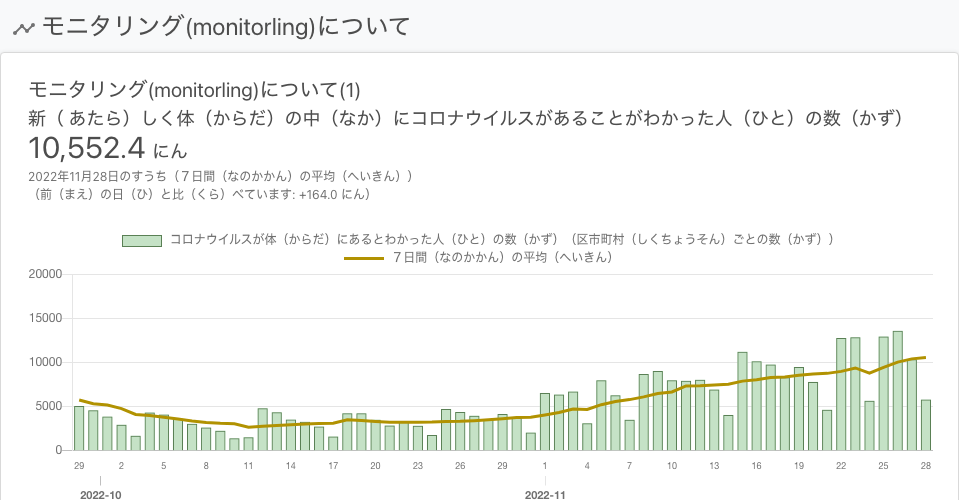 モニタリング(monitorling)について
モニタリング(monitorling)について(1)
新（ あたら）しく体（からだ）の中（なか）にコロナウイルスがあることがわかった人（ひと）の数（かず）
10,552.4 にん
2022年11月28日のすうち（７日間（なのかかん）の平均（へいきん））
（前（まえ）の日（ひ）と比（くら）べています: +164.0 にん）
コロナウイルスが体（からだ）にあるとわかった人（ひと）の数（かず）（区市町村（しくちょうそん）ごとの数（かず））
７日間（なのかかん）の平均（へいきん）
20000
15000
10000
5000
0
29 2 5 8 11 14 17 20 23 26 29 1 4 7 10 13 16 19 22 25 28
2022-10 2022-11